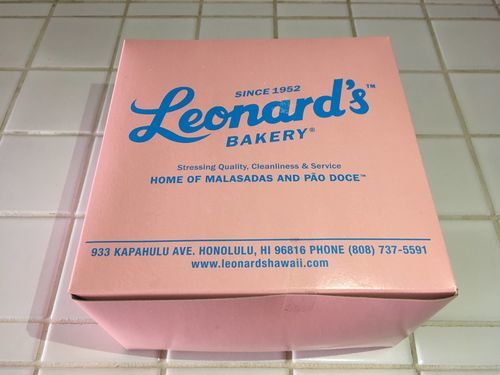 SINCE 1952
Leonard's™
BAKERY®
Stressing Quality, Cleanliness & Service
HOME OF MALASADAS AND PÃO DOCE™
933 KAPAHULU AVE. HONOLULU, HI 96816 PHONE (808) 737-5591
www.leonardshawaii.com